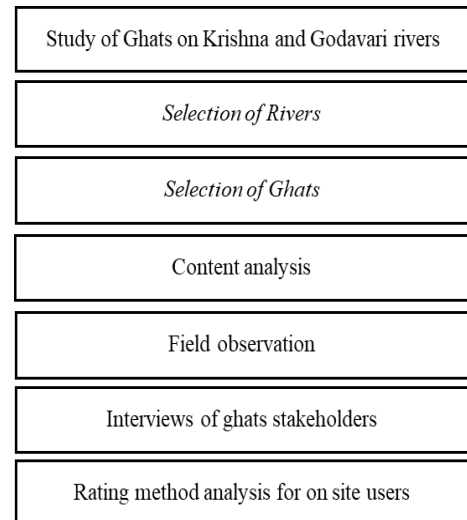 Study of Ghats on Krishna and Godavari rivers
Selection of Rivers
Selection of Ghats
Content analysis
Field observation
Interviews of ghats stakeholders
Rating method analysis for on site users